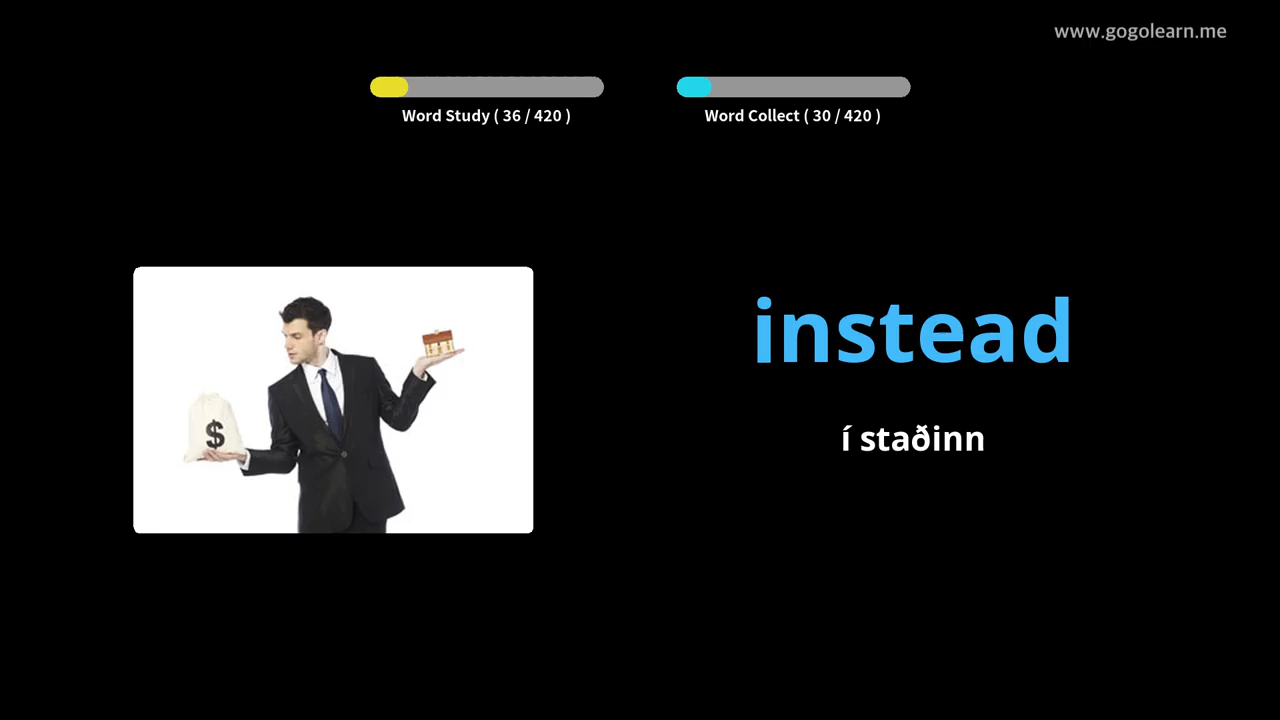 www.gogolearn.me
Word Study ( 36 / 420 )
Word Collect ( 30 / 420 )
$
instead
í staðinn